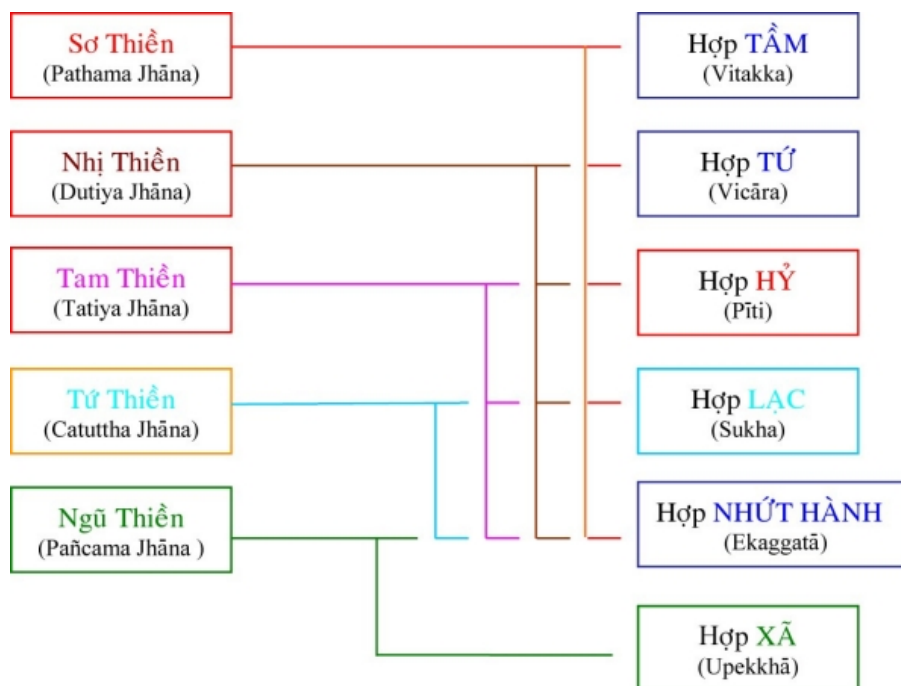 Sơ Thiền
(Pathama Jhāna)
Hợp TẦM
(Vitakka)
Nhị Thiền
(Dutiya Jhāna)
Hợp TỨ
(Vicāra)
Tam Thiền
(Tatiya Jhāna)
Hợp HỶ
(Pīti)
Tứ Thiền
(Catuttha Jhāna)
Hợp LẠC
(Sukha)
Ngũ Thiền
(Pañcama Jhāna )
Hợp NHỨT HÀNH
(Ekaggatā)
Hợp XÃ
(Upekkhā)